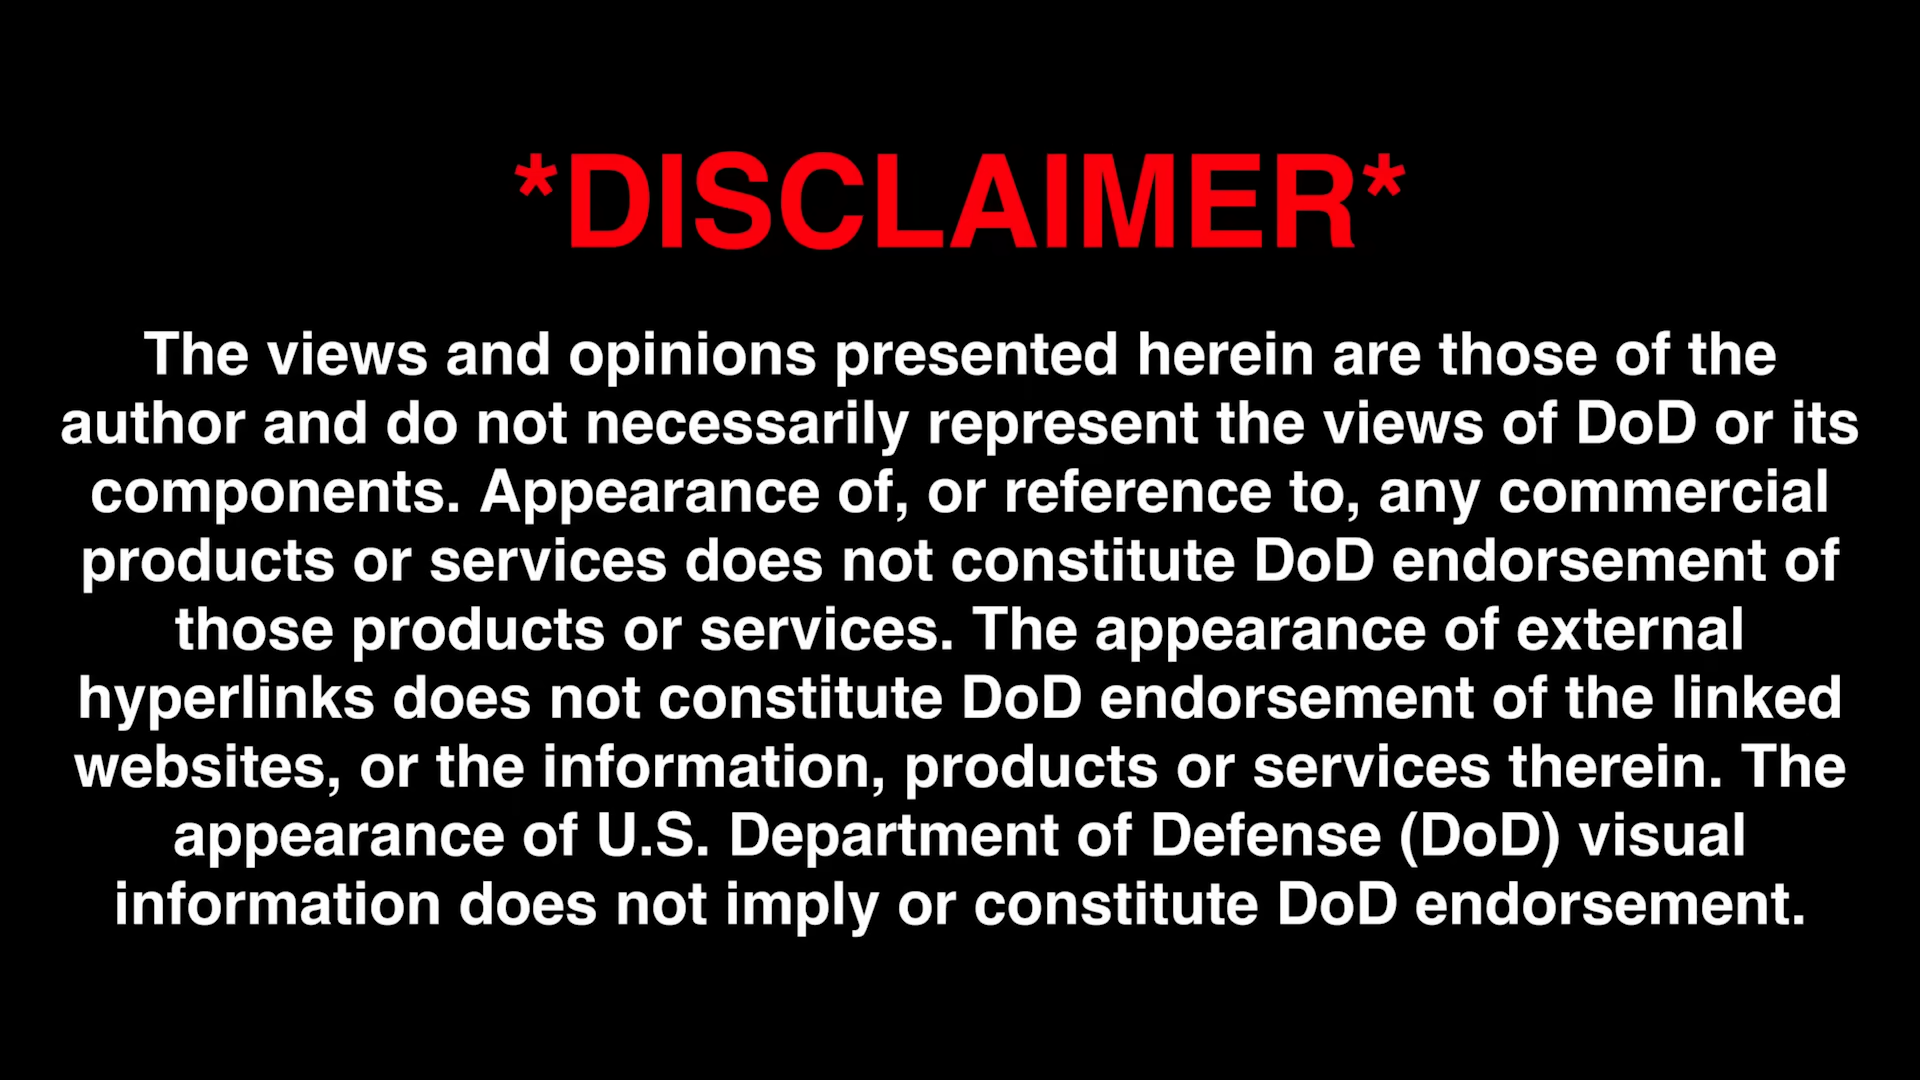 *DISCLAIMER*
The views and opinions presented herein are those of the
author and do not necessarily represent the views of DoD or its
components. Appearance of, or reference to, any commercial
products or services does not constitute DoD endorsement of
those products or services. The appearance of external
hyperlinks does not constitute DoD endorsement of the linked
websites, or the information, products or services therein. The
appearance of U.S. Department of Defense (DoD) visual
information does not imply or constitute DoD endorsement.